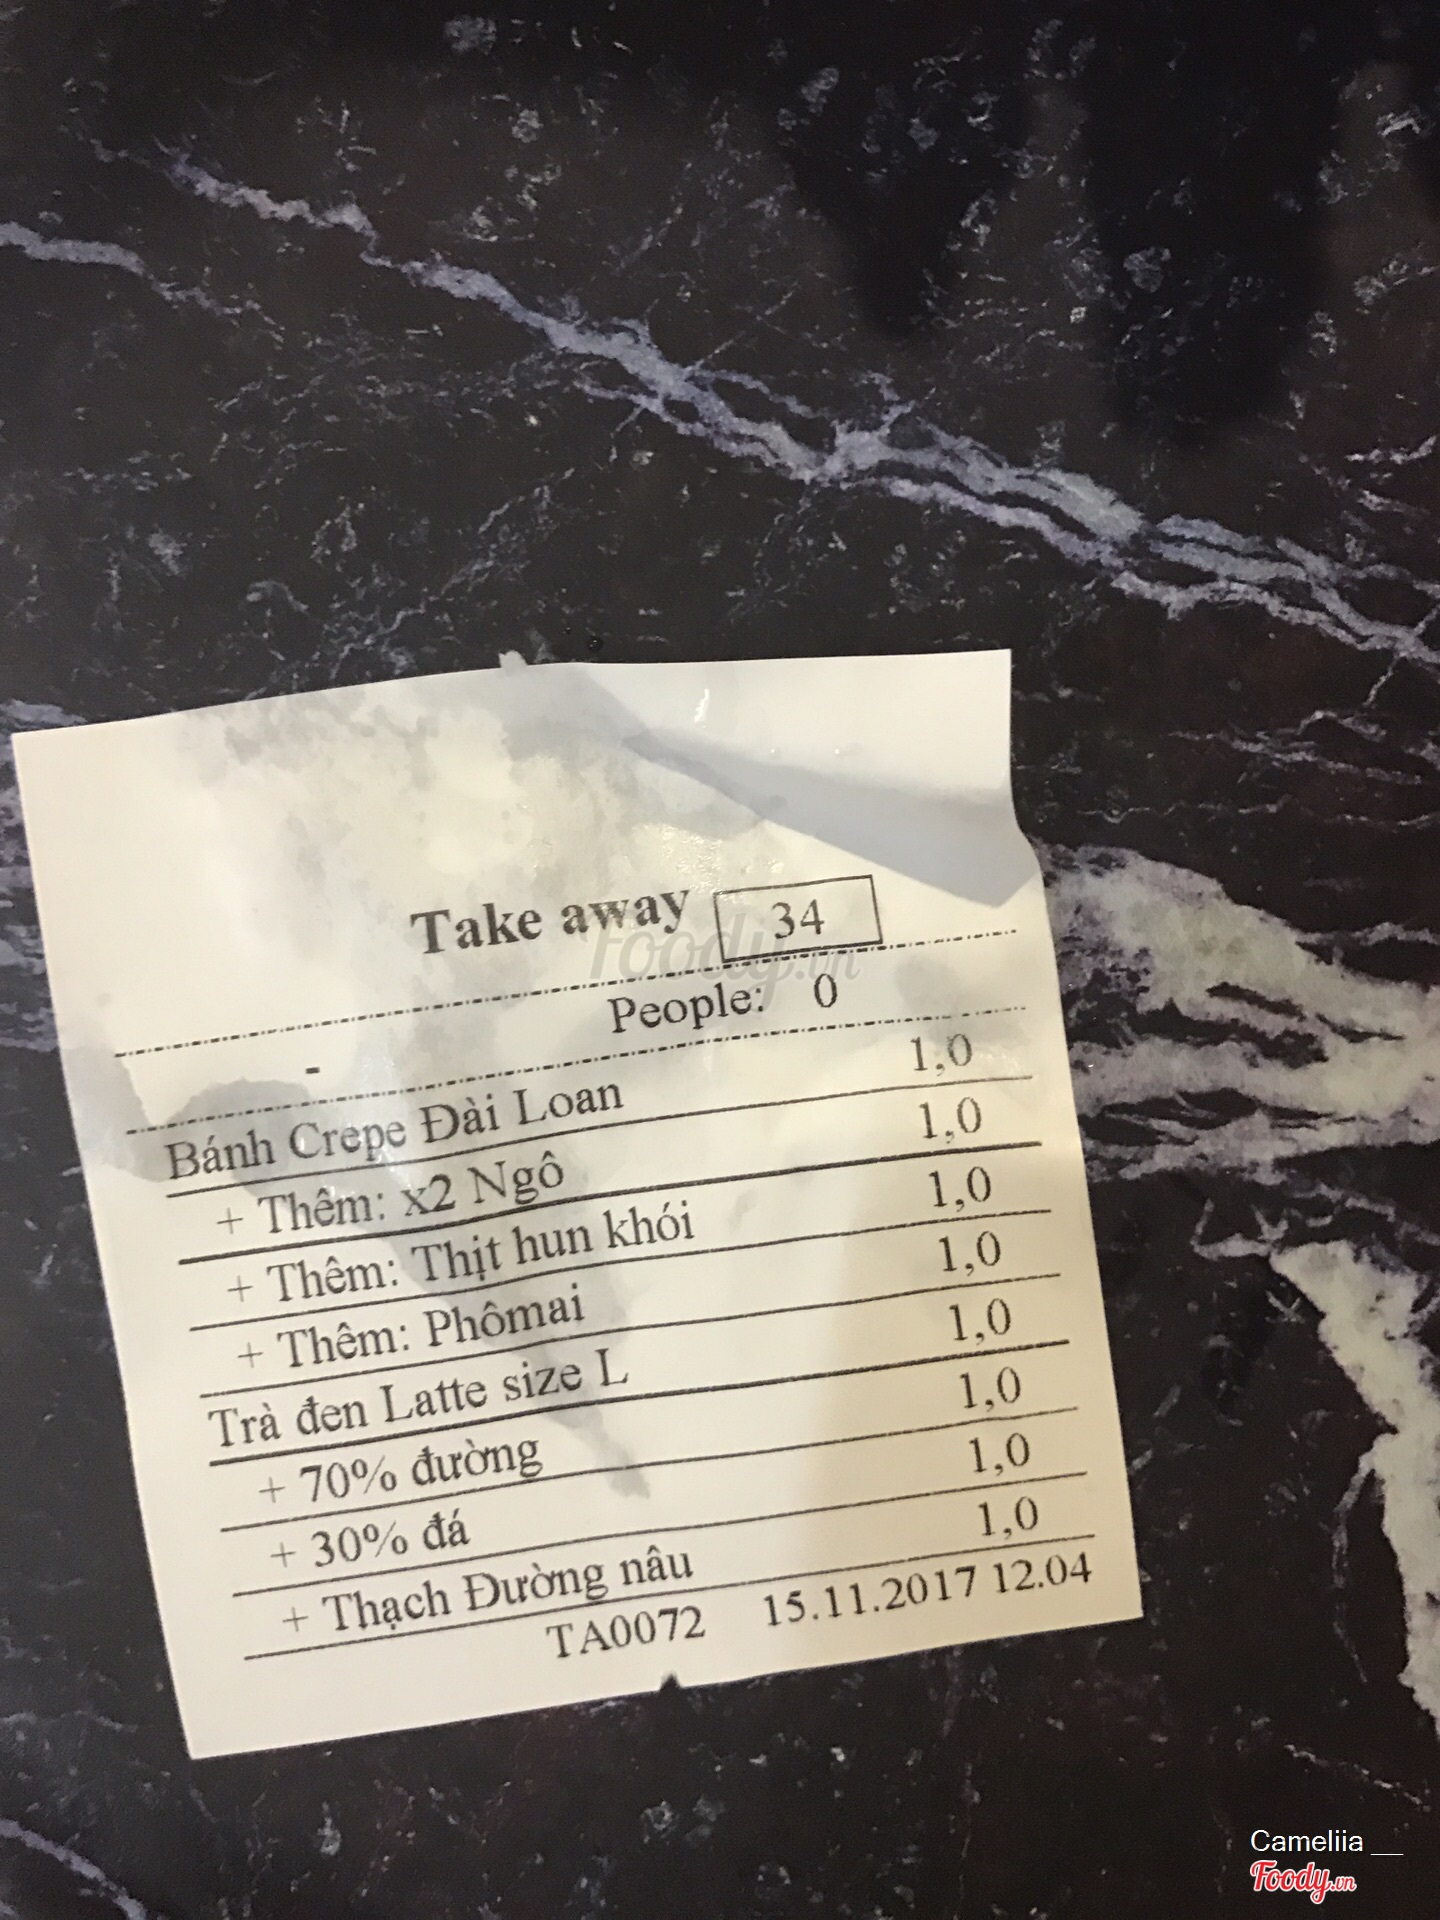 Take away 34
People: 0
-
Bánh Crepe Đài Loan 1,0
+ Thêm: x2 Ngô 1,0
+ Thêm: Thịt hun khói 1,0
+ Thêm: Phômai 1,0
Trà đen Latte size L 1,0
+ 70% đường 1,0
+ 30% đá 1,0
+ Thạch Đường nâu 1,0
TA0072 15.11.2017 12.04
Foody.vn
Cameliia __
Foody.vn